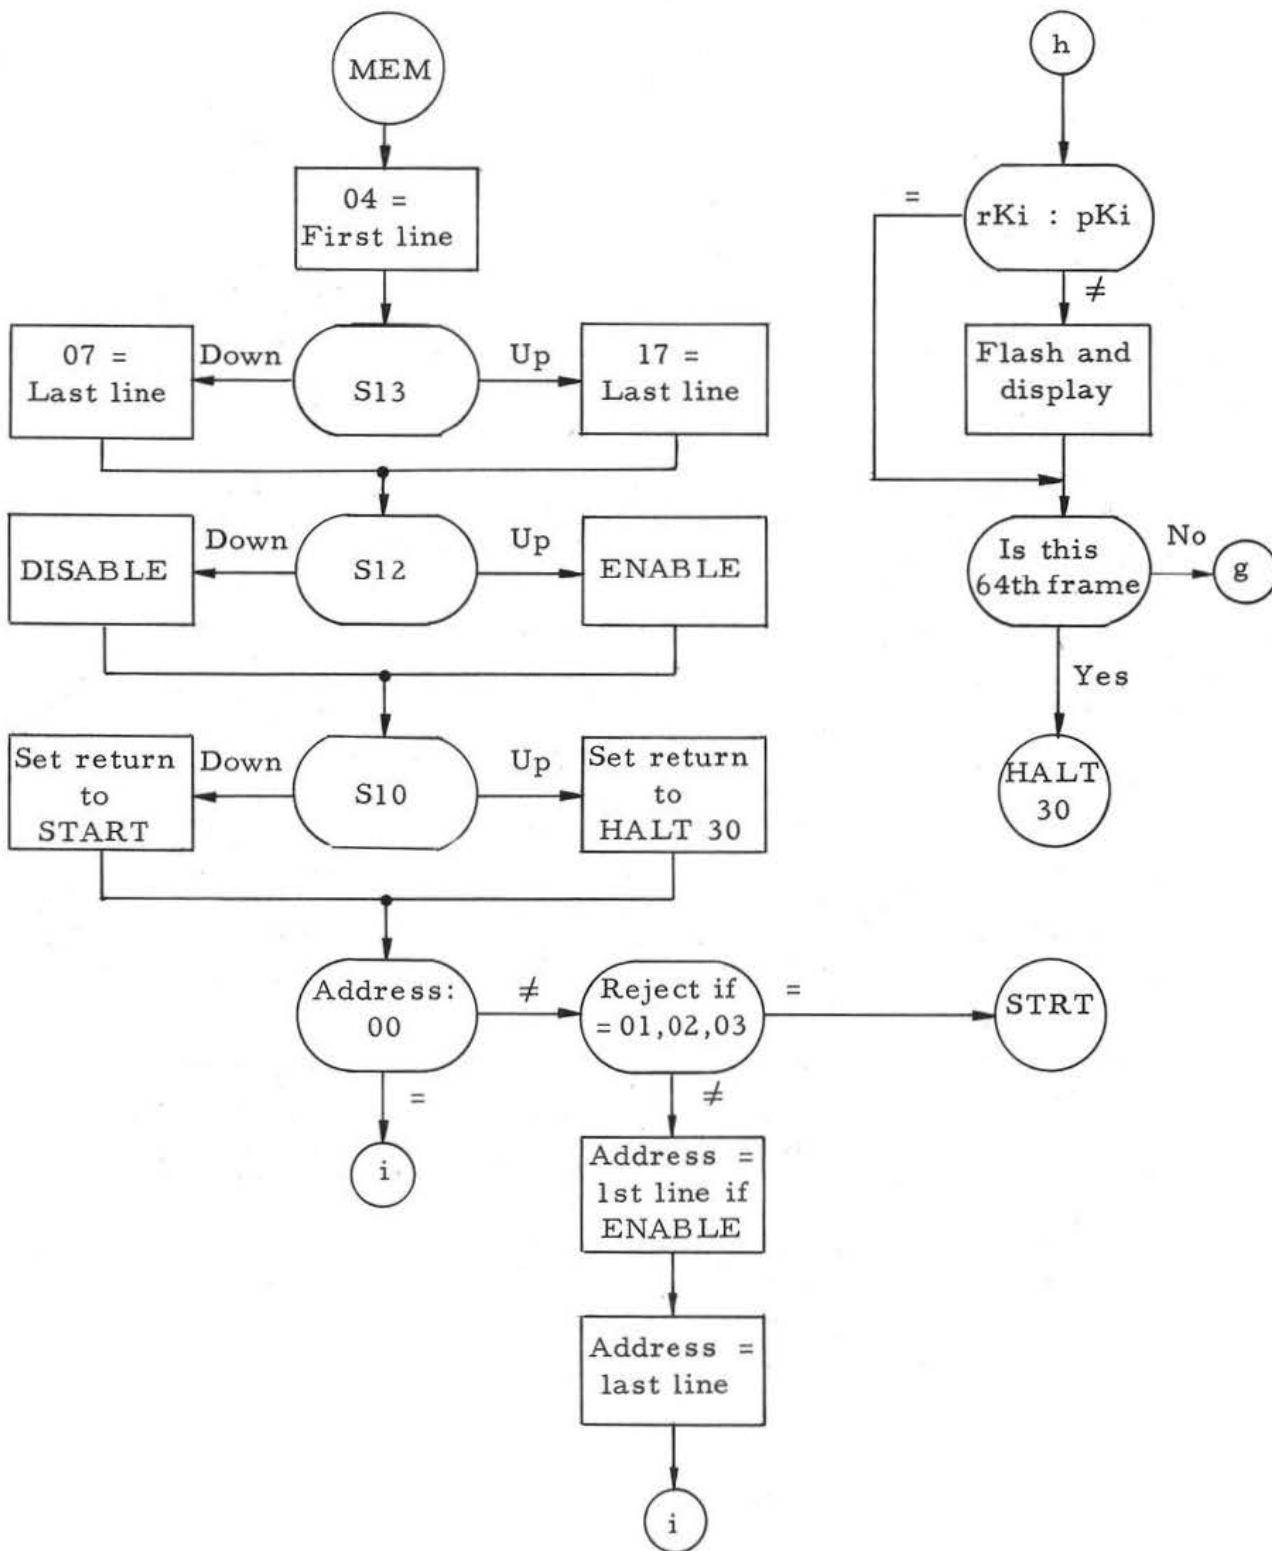 MEM
04 =
First line
Down
07 =
Last line
S13
Up
17 =
Last line
Down
DISABLE
S12
Up
ENABLE
Down
Set return
to
START
S10
Up
Set return
to
HALT 30
Address:
00
≠
=
i
Reject if
= 01,02,03
=
STRT
≠
Address =
1st line if
ENABLE
Address =
last line
i
h
rKi : pKi
=
≠
Flash and
display
Is this
64th frame
No
g
Yes
HALT
30